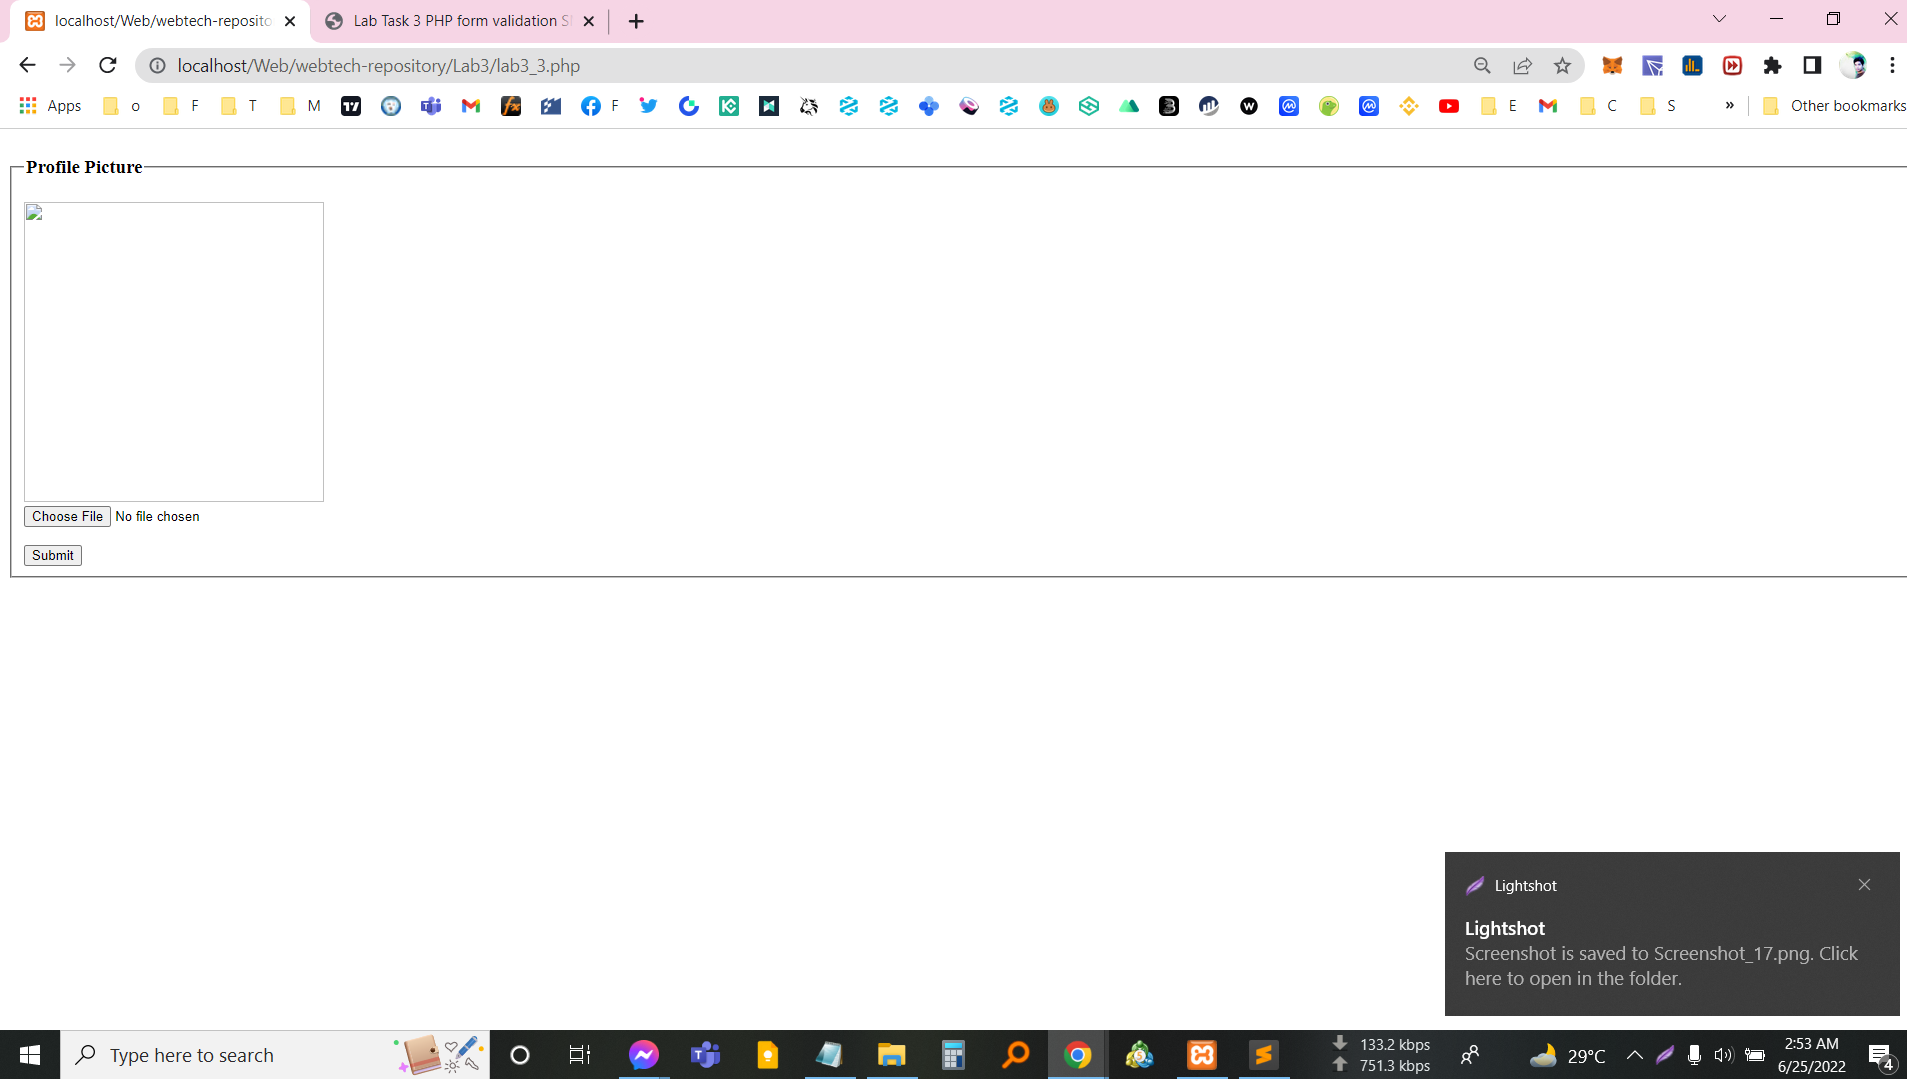 localhost/Web/webtech-reposito
Lab Task 3 PHP form validation S
localhost/Web/webtech-repository/Lab3/lab3_3.php
Apps o F T M F E C S » Other bookmarks
Profile Picture
Choose File No file chosen
Submit
Lightshot
Lightshot
Screenshot is saved to Screenshot_17.png. Click
here to open in the folder.
Type here to search
133.2 kbps
751.3 kbps
29°C
2:53 AM
6/25/2022
4